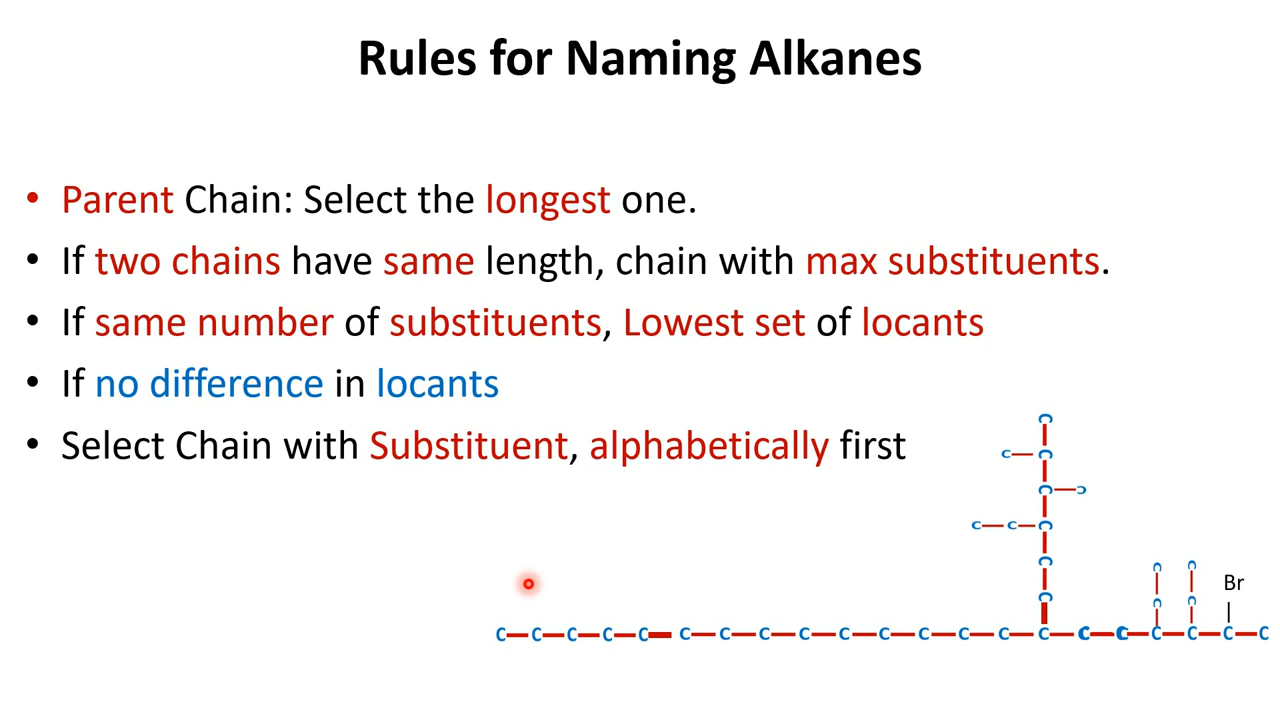 Rules for Naming Alkanes
• Parent Chain: Select the longest one.
• If two chains have same length, chain with max substituents.
• If same number of substituents, Lowest set of locants
• If no difference in locants
• Select Chain with Substituent, alphabetically first
C
C—C
C—C
C—C—C
C
C C C Br
C C C
C—C—C—C—C—C—C—C—C—C—C—C—C—C—C—C—C—C—C—C—C